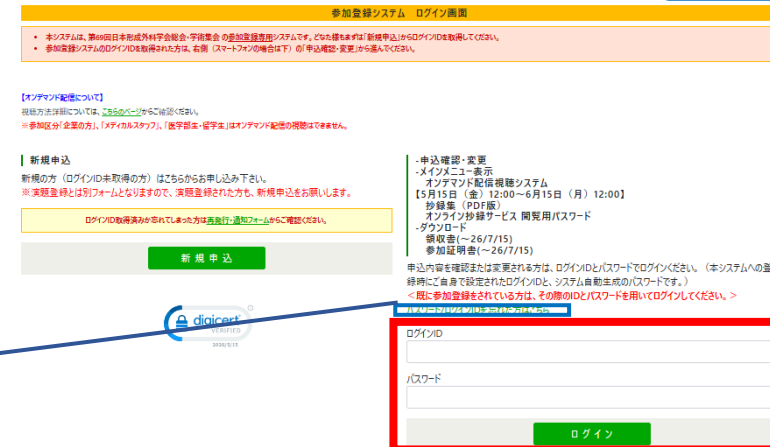 参加登録システム ログイン画面
・ 本システムは、第69回日本形成外科学会総会・学術集会 の参加登録専用システムです。どなた様もまずは「新規申込」からログインIDを取得してください。
・ 参加登録システムのログインIDを取得された方は、右側（スマートフォンの場合は下）の「申込確認・変更」から進んでください。
【オンデマンド配信について】
視聴方法詳細については、こちらのページからご確認ください。
※参加区分「企業の方」、「メディカルスタッフ」、「医学部生・留学生」はオンデマンド配信の視聴はできません。
新規申込
新規の方（ログインID未取得の方）はこちらからお申し込み下さい。
※演題登録とは別フォームとなりますので、演題登録された方も、新規申込をお願いします。
ログインID取得済みか忘れてしまった方は再発行・通知フォームからご確認ください。
新規申込
digicert
VERIFIED
2026/5/15
-申込確認・変更
-メインメニュー表示
オンデマンド配信視聴システム
【5月15日（金）12:00～6月15日（月）12:00】
抄録集（PDF版）
オンライン抄録サービス 閲覧用パスワード
-ダウンロード
領収書(～26/7/15)
参加証明書(～26/7/15)
申込内容を確認または変更される方は、ログインIDとパスワードでログインください。（本システムへの登
録時にご自身で設定されたログインIDと、システム自動生成のパスワードです。）
＜既に参加登録をされている方は、その際のIDとパスワードを用いてログインしてください。＞
パスワード/ログインIDを忘れた方はこちら
ログインID
パスワード
ログイン